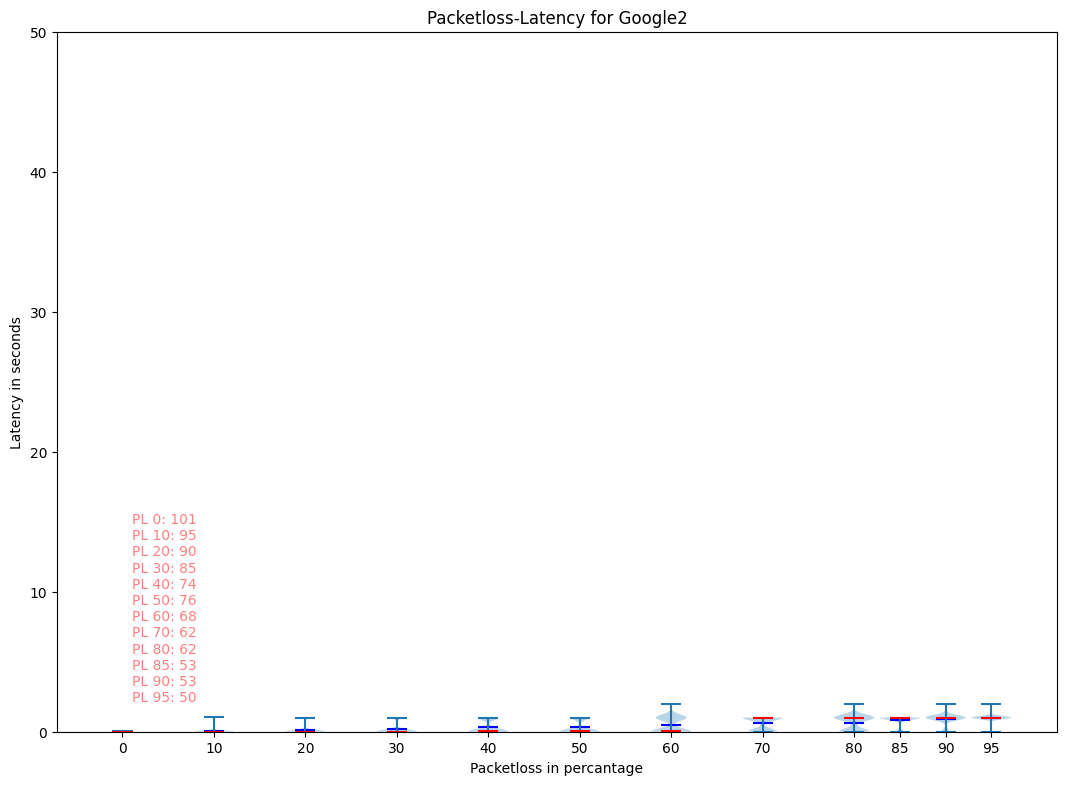 Packetloss-Latency for Google2
50
40
30
20
10
0
Latency in seconds
PL 0: 101
PL 10: 95
PL 20: 90
PL 30: 85
PL 40: 74
PL 50: 76
PL 60: 68
PL 70: 62
PL 80: 62
PL 85: 53
PL 90: 53
PL 95: 50
0 10 20 30 40 50 60 70 80 85 90 95
Packetloss in percantage